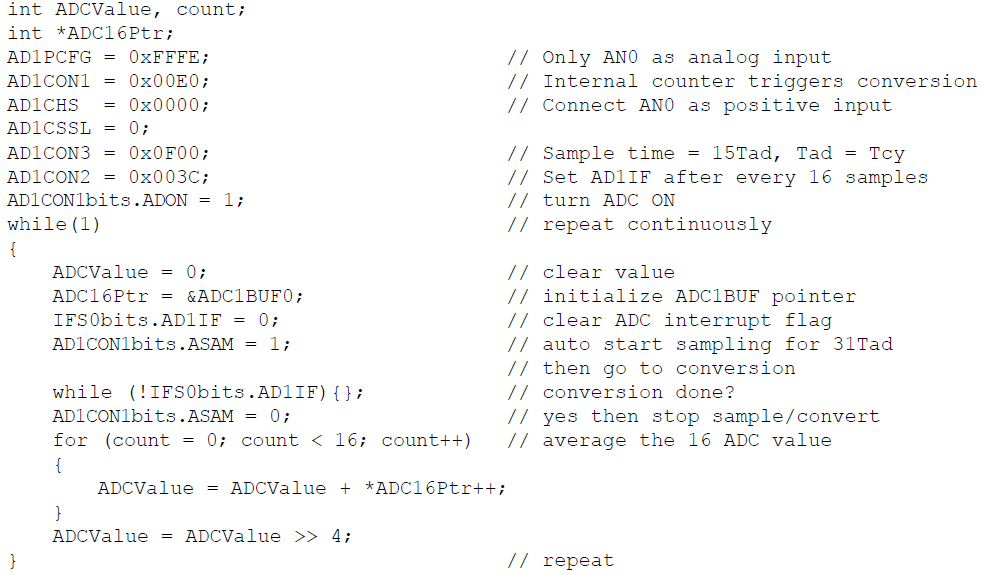 int ADCValue, count;
int *ADC16Ptr;
AD1PCFG = 0xFFFE; // Only AN0 as analog input
AD1CON1 = 0x00E0; // Internal counter triggers conversion
AD1CHS  = 0x0000; // Connect AN0 as positive input
AD1CSSL = 0;
AD1CON3 = 0x0F00; // Sample time = 15Tad, Tad = Tcy
AD1CON2 = 0x003C; // Set AD1IF after every 16 samples
AD1CON1bits.ADON = 1; // turn ADC ON
while(1) // repeat continuously
{
    ADCValue = 0; // clear value
    ADC16Ptr = &ADC1BUF0; // initialize ADC1BUF pointer
    IFS0bits.AD1IF = 0; // clear ADC interrupt flag
    AD1CON1bits.ASAM = 1; // auto start sampling for 31Tad
// then go to conversion
    while (!IFS0bits.AD1IF){}; // conversion done?
    AD1CON1bits.ASAM = 0; // yes then stop sample/convert
    for (count = 0; count < 16; count++) // average the 16 ADC value
    {
        ADCValue = ADCValue + *ADC16Ptr++;
    }
    ADCValue = ADCValue >> 4;
} // repeat